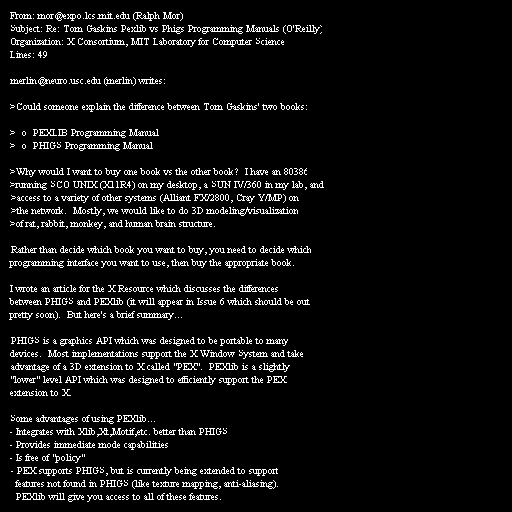 From: mor@expo.lcs.mit.edu (Ralph Mor)
Subject: Re: Tom Gaskins Pexlib vs Phigs Programming Manuals (O'Reilly)
Organization: X Consortium, MIT Laboratory for Computer Science
Lines: 49

merlin@neuro.usc.edu (merlin) writes:

>Could someone explain the difference between Tom Gaskins' two books:

>  o  PEXLIB Programming Manual
>  o  PHIGS Programming Manual

>Why would I want to buy one book vs the other book?  I have an 80386
>running SCO UNIX (X11R4) on my desktop, a SUN IV/360 in my lab, and
>access to a variety of other systems (Alliant FX/2800, Cray Y/MP) on
>the network.  Mostly, we would like to do 3D modeling/visualization
>of rat, rabbit, monkey, and human brain structure.

Rather than decide which book you want to buy, you need to decide which
programming interface you want to use, then buy the appropriate book.

I wrote an article for the X Resource which discusses the differences
between PHIGS and PEXlib (it will appear in Issue 6 which should be out
pretty soon).  But here's a brief summary...

PHIGS is a graphics API which was designed to be portable to many
devices.  Most implementations support the X Window System and take
advantage of a 3D extension to X called "PEX".  PEXlib is a slightly
"lower" level API which was designed to efficiently support the PEX
extension to X.

Some advantages of using PEXlib...
- Integrates with Xlib,Xt,Motif,etc. better than PHIGS
- Provides immediate mode capabilities
- Is free of "policy"
- PEX supports PHIGS, but is currently being extended to support
  features not found in PHIGS (like texture mapping, anti-aliasing).
  PEXlib will give you access to all of these features.